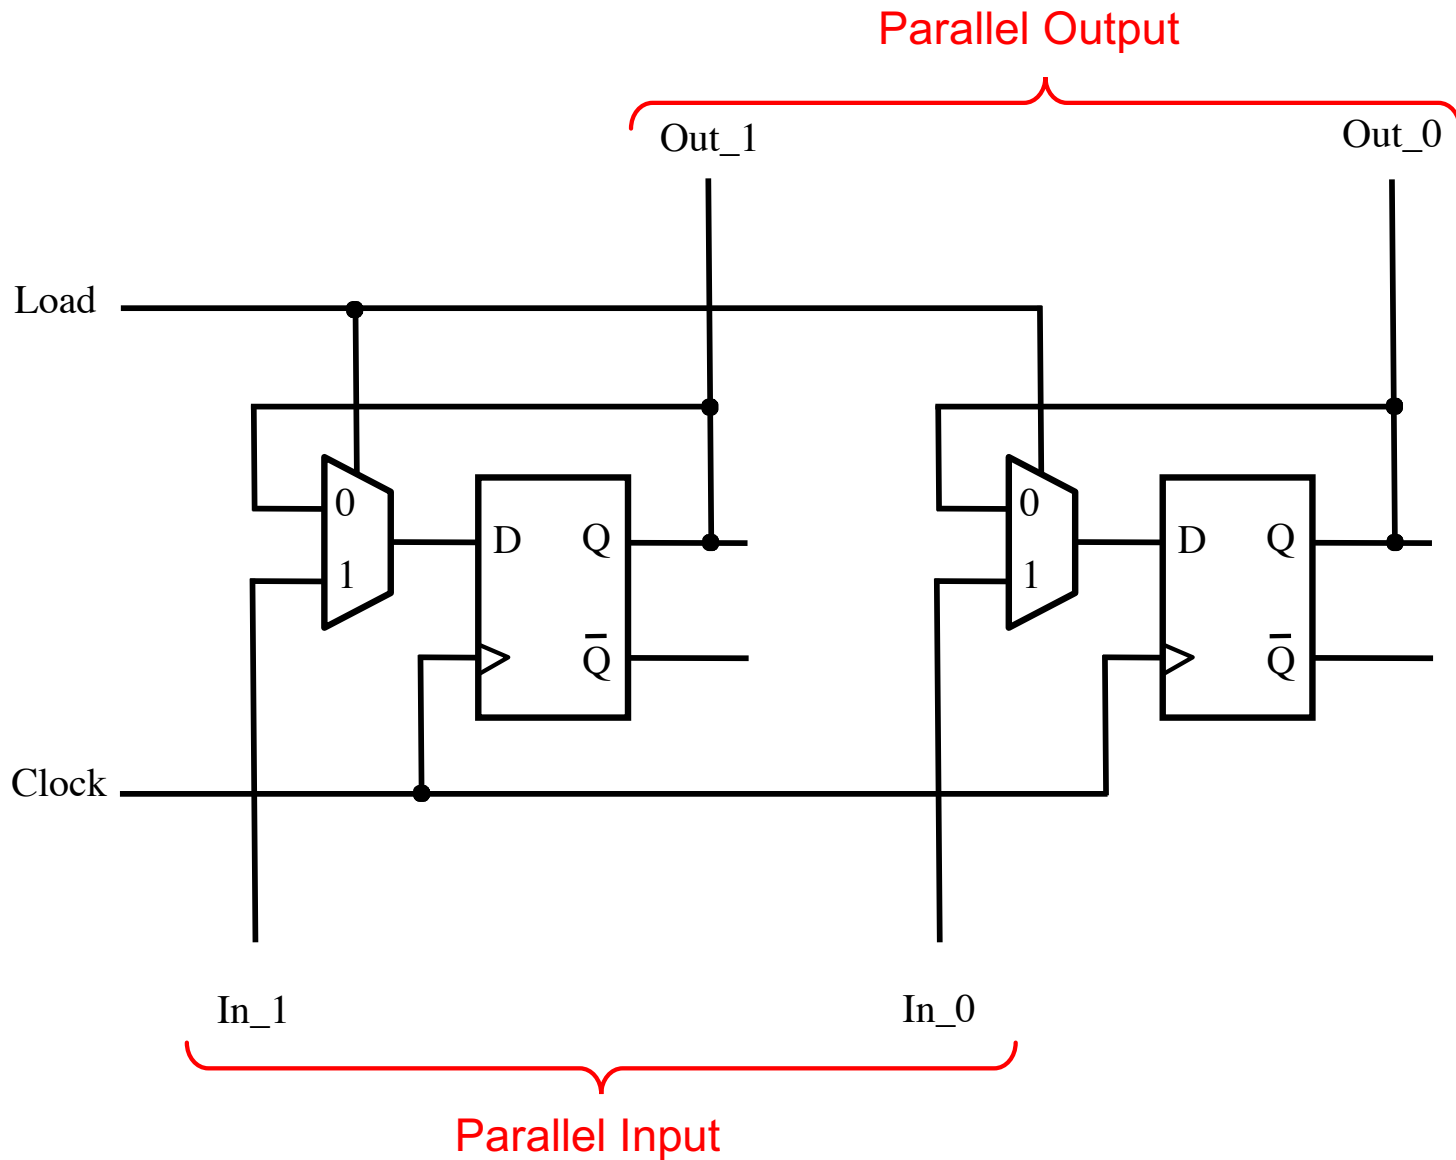 Parallel Output
Out_1
Out_0
Load
0
1
D
Q
Q̅
0
1
D
Q
Q̅
Clock
In_1
In_0
Parallel Input